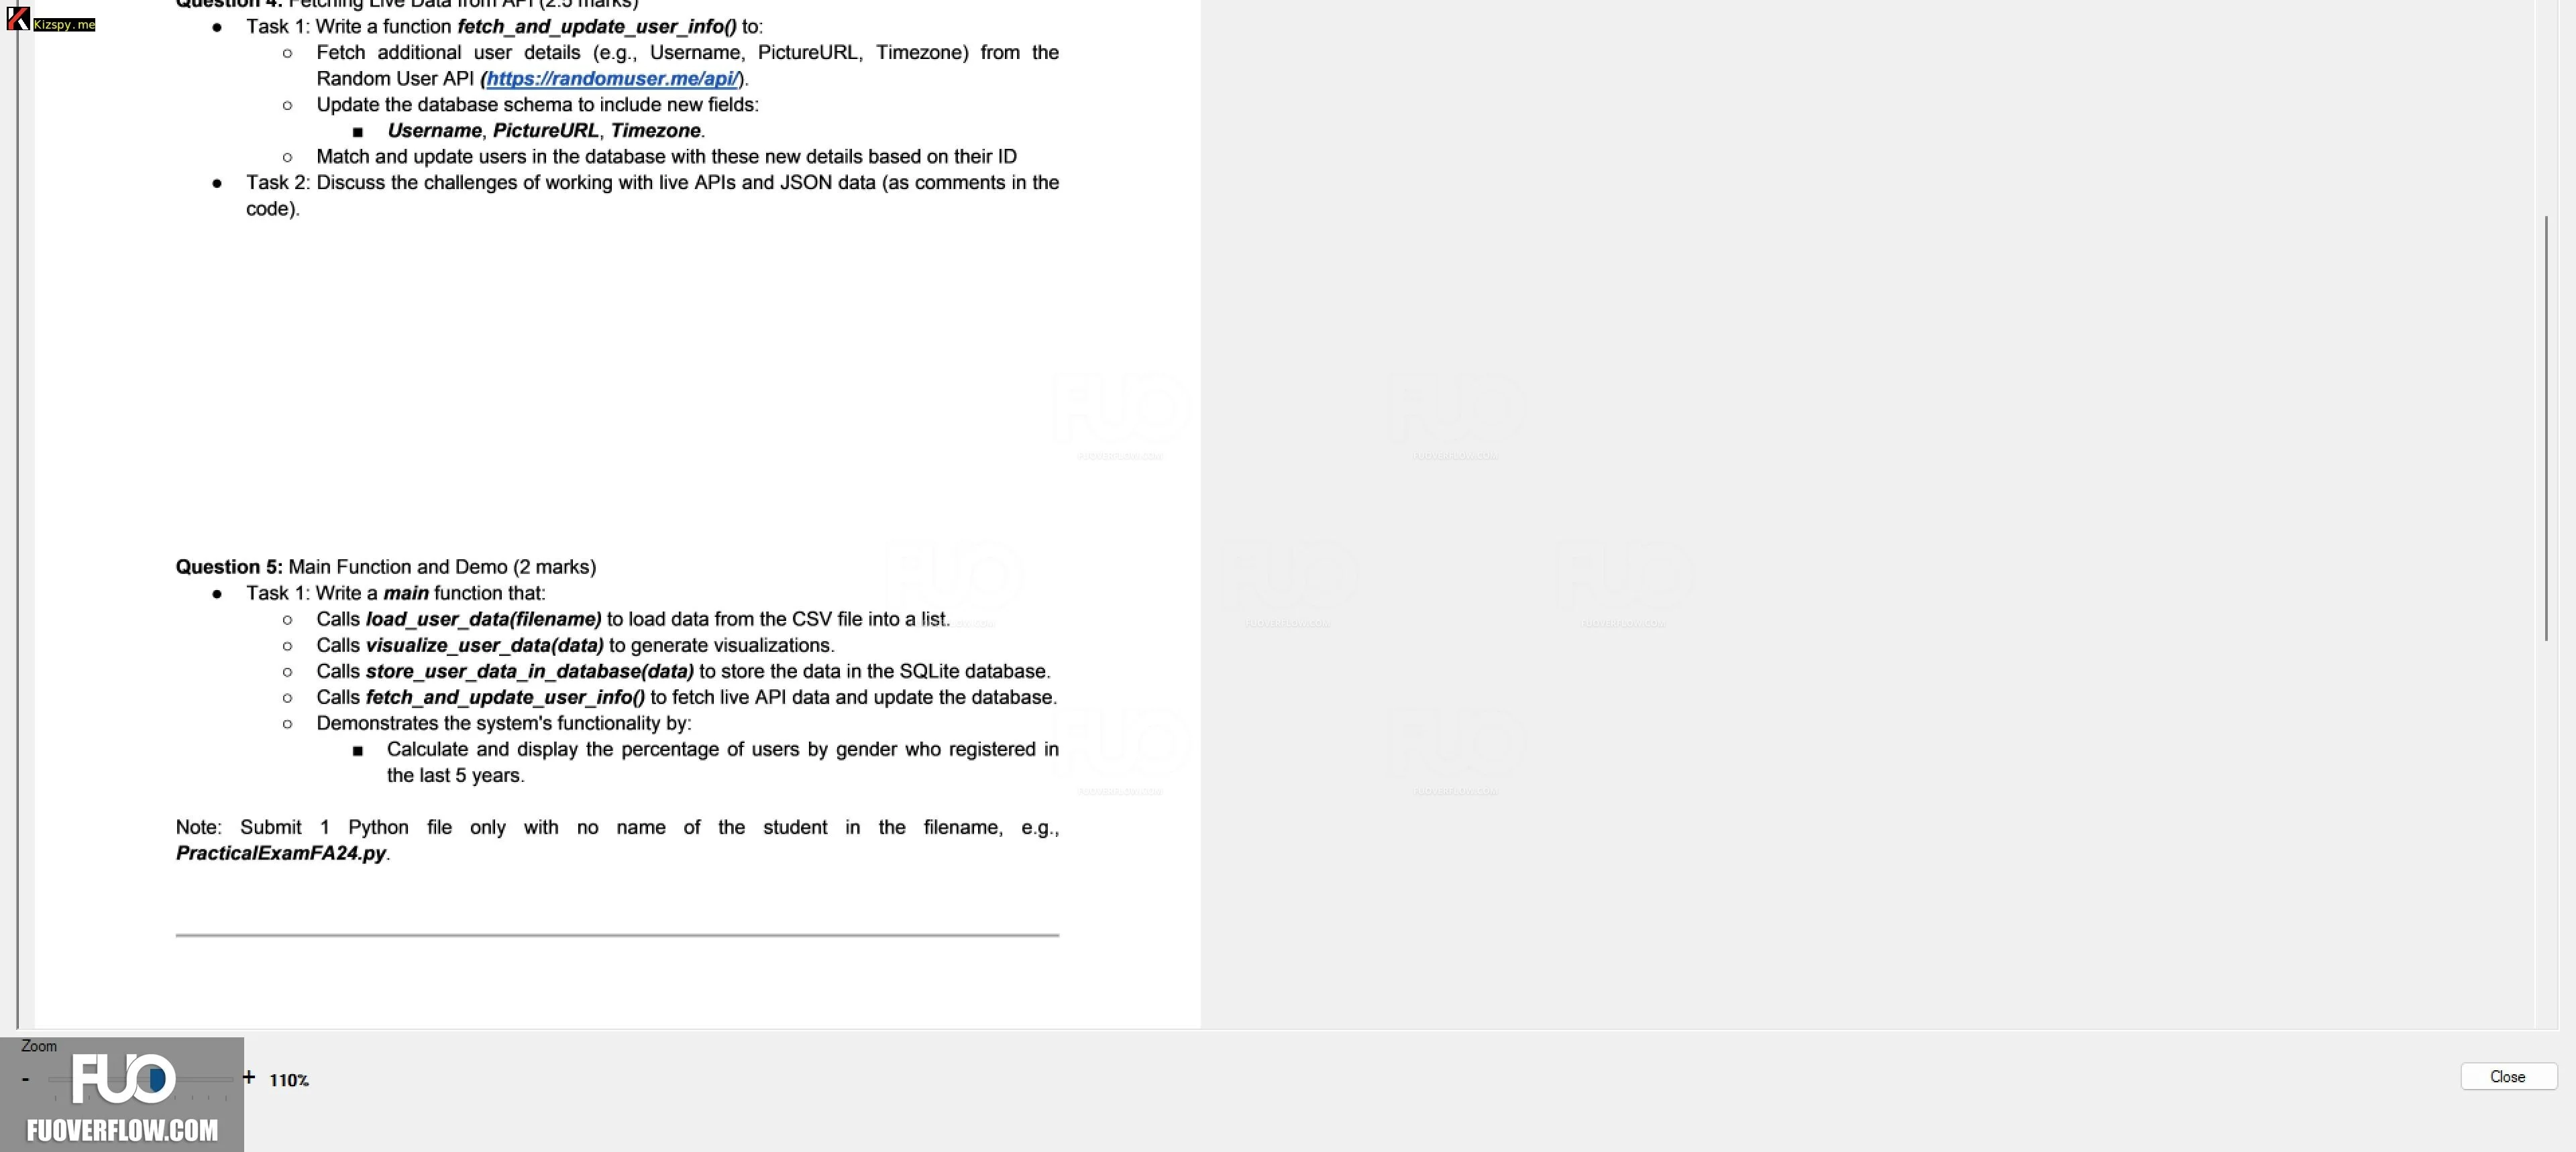 Kizspy.me
Question 4: Fetching Live Data from API (2.5 marks)
● Task 1: Write a function fetch_and_update_user_info() to:
○ Fetch additional user details (e.g., Username, PictureURL, Timezone) from the
Random User API (https://randomuser.me/api/).
○ Update the database schema to include new fields:
■ Username, PictureURL, Timezone.
○ Match and update users in the database with these new details based on their ID
● Task 2: Discuss the challenges of working with live APIs and JSON data (as comments in the
code).
FUO FUO
FUOVERFLOW.COM FUOVERFLOW.COM
Question 5: Main Function and Demo (2 marks)
● Task 1: Write a main function that:
○ Calls load_user_data(filename) to load data from the CSV file into a list.
○ Calls visualize_user_data(data) to generate visualizations.
○ Calls store_user_data_in_database(data) to store the data in the SQLite database.
○ Calls fetch_and_update_user_info() to fetch live API data and update the database.
○ Demonstrates the system's functionality by:
■ Calculate and display the percentage of users by gender who registered in
the last 5 years.
Note: Submit 1 Python file only with no name of the student in the filename, e.g.,
PracticalExamFA24.py.
Zoom
- + 110%
Close
FUO
FUOVERFLOW.COM